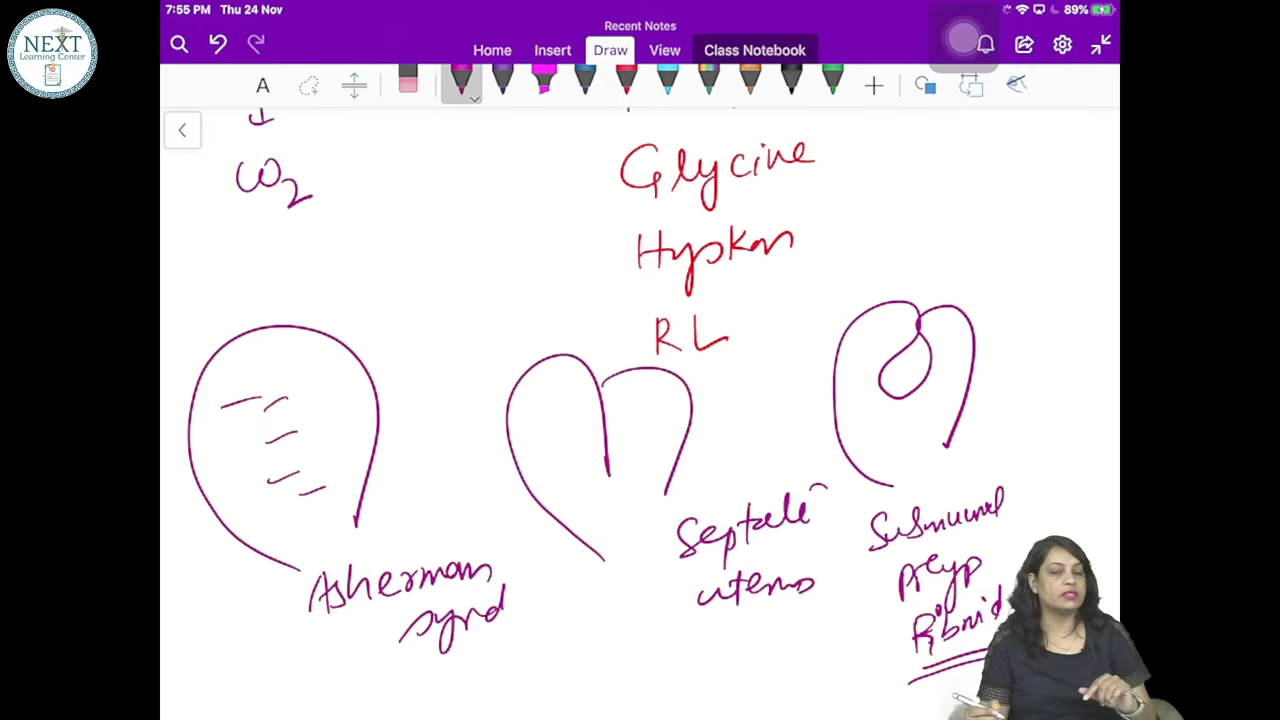 7:55 PM Thu 24 Nov
89%
NEXT
Learning Center
Recent Notes
Home Insert Draw View Class Notebook
A
CO2
Glycine
Hyskon
RL
Asherman
synd
Septate
uterus
Submucosal
Polyp
Fibroid